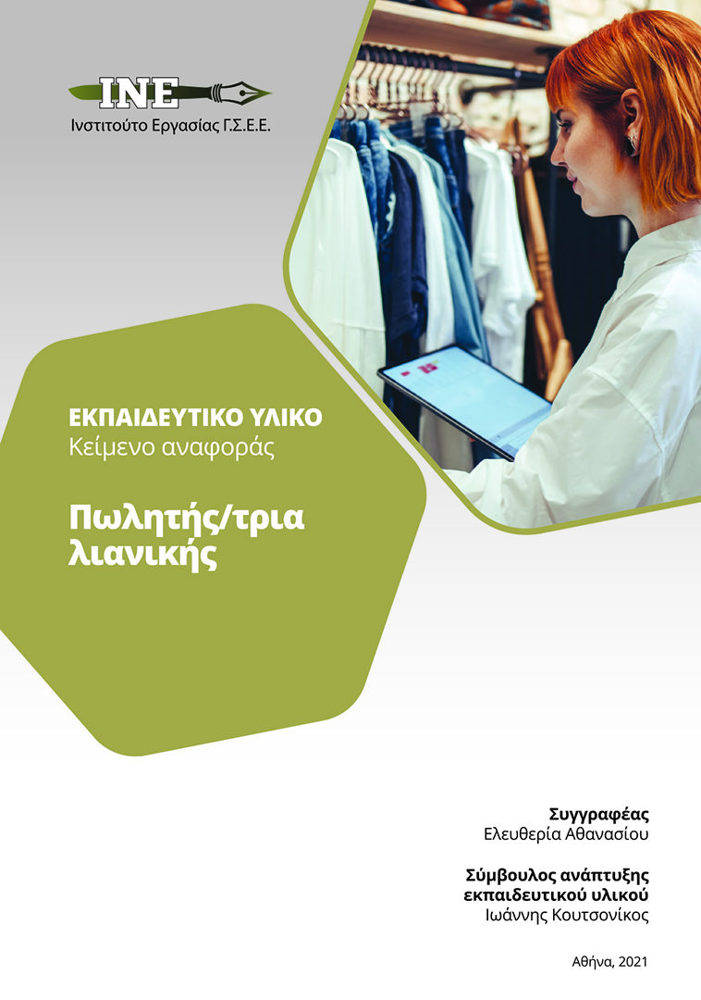 ΙΝΕ
Ινστιτούτο Εργασίας Γ.Σ.Ε.Ε.
ΕΚΠΑΙΔΕΥΤΙΚΟ ΥΛΙΚΟ
Κείμενο αναφοράς
Πωλητής/τρια
λιανικής
Συγγραφέας
Ελευθερία Αθανασίου
Σύμβουλος ανάπτυξης
εκπαιδευτικού υλικού
Ιωάννης Κουτσονίκος
Αθήνα, 2021